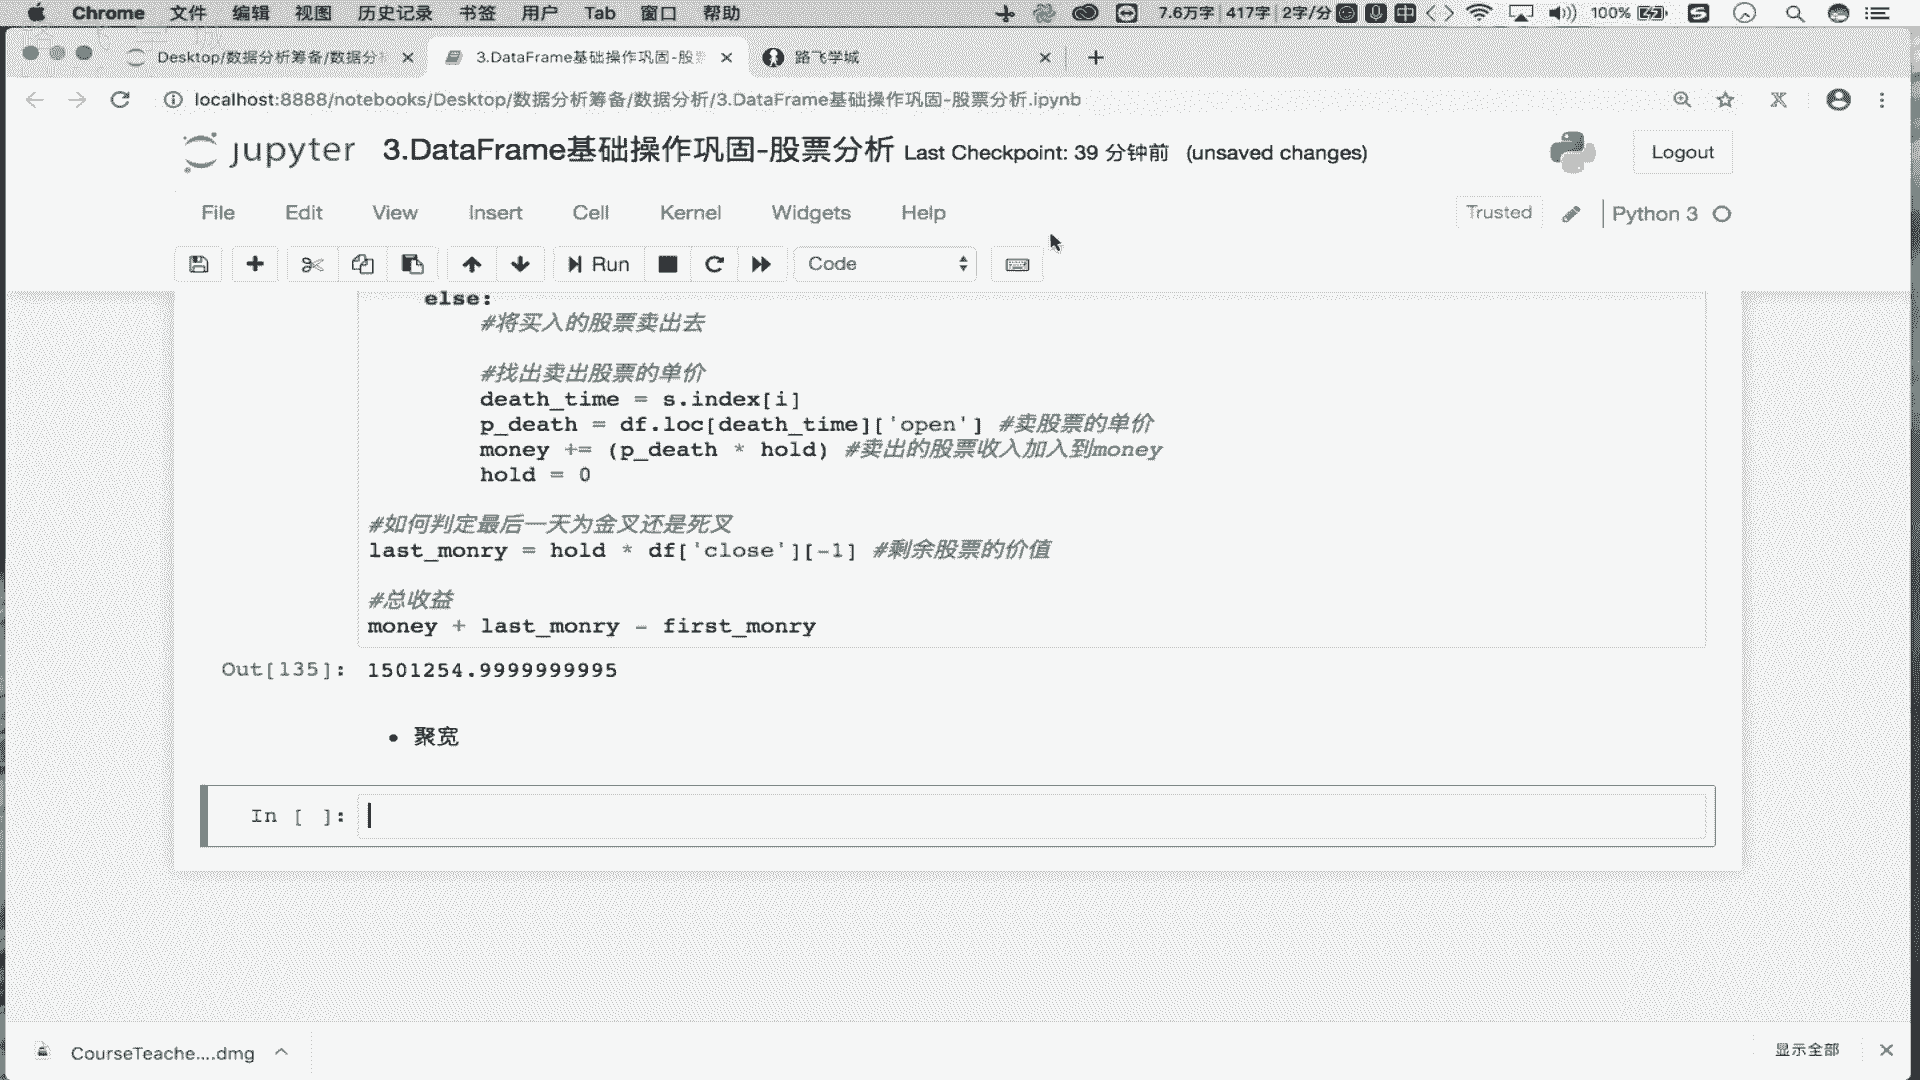 Chrome 文件 编辑 视图 历史记录 书签 用户 Tab 窗口 帮助 7.6万字 417字 2字/分 中 100%
Desktop/数据分析筹备/数据分 3.DataFrame基础操作巩固-股 路飞学城
localhost:8888/notebooks/Desktop/数据分析筹备/数据分析/3.DataFrame基础操作巩固-股票分析.ipynb
jupyter 3.DataFrame基础操作巩固-股票分析 Last Checkpoint: 39 分钟前 (unsaved changes) Logout
File Edit View Insert Cell Kernel Widgets Help Trusted Python 3
Run Code
else:
#将买入的股票卖出去
#找出卖出股票的单价
death_time = s.index[i]
p_death = df.loc[death_time]['open'] #卖股票的单价
money += (p_death * hold) #卖出的股票收入加入到money
hold = 0
#如何判定最后一天为金叉还是死叉
last_monry = hold * df['close'][-1] #剩余股票的价值
#总收益
money + last_monry - first_monry
Out[135]: 1501254.9999999995
• 聚宽
In [ ]:
CourseTeache....dmg 显示全部